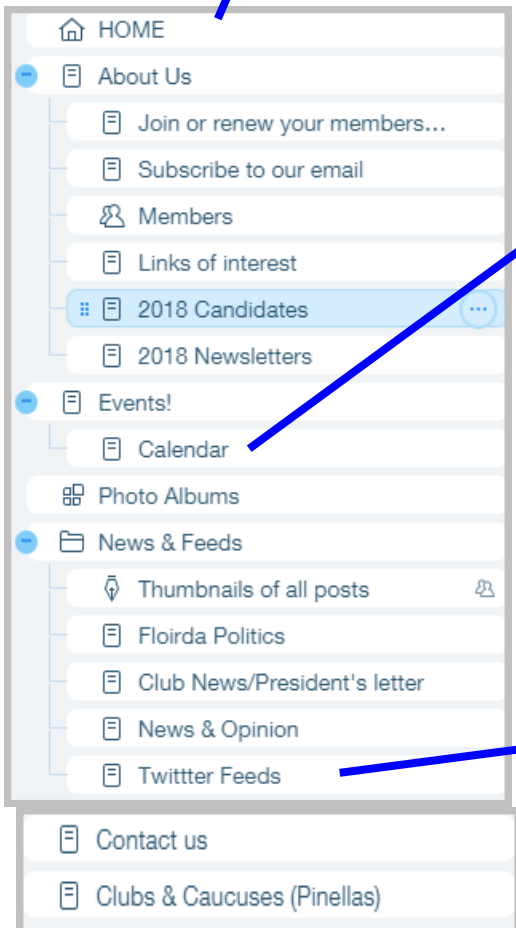 HOME
About Us
Join or renew your members...
Subscribe to our email
Members
Links of interest
2018 Candidates
2018 Newsletters
Events!
Calendar
Photo Albums
News & Feeds
Thumbnails of all posts
Floirda Politics
Club News/President's letter
News & Opinion
Twittter Feeds
Contact us
Clubs & Caucuses (Pinellas)